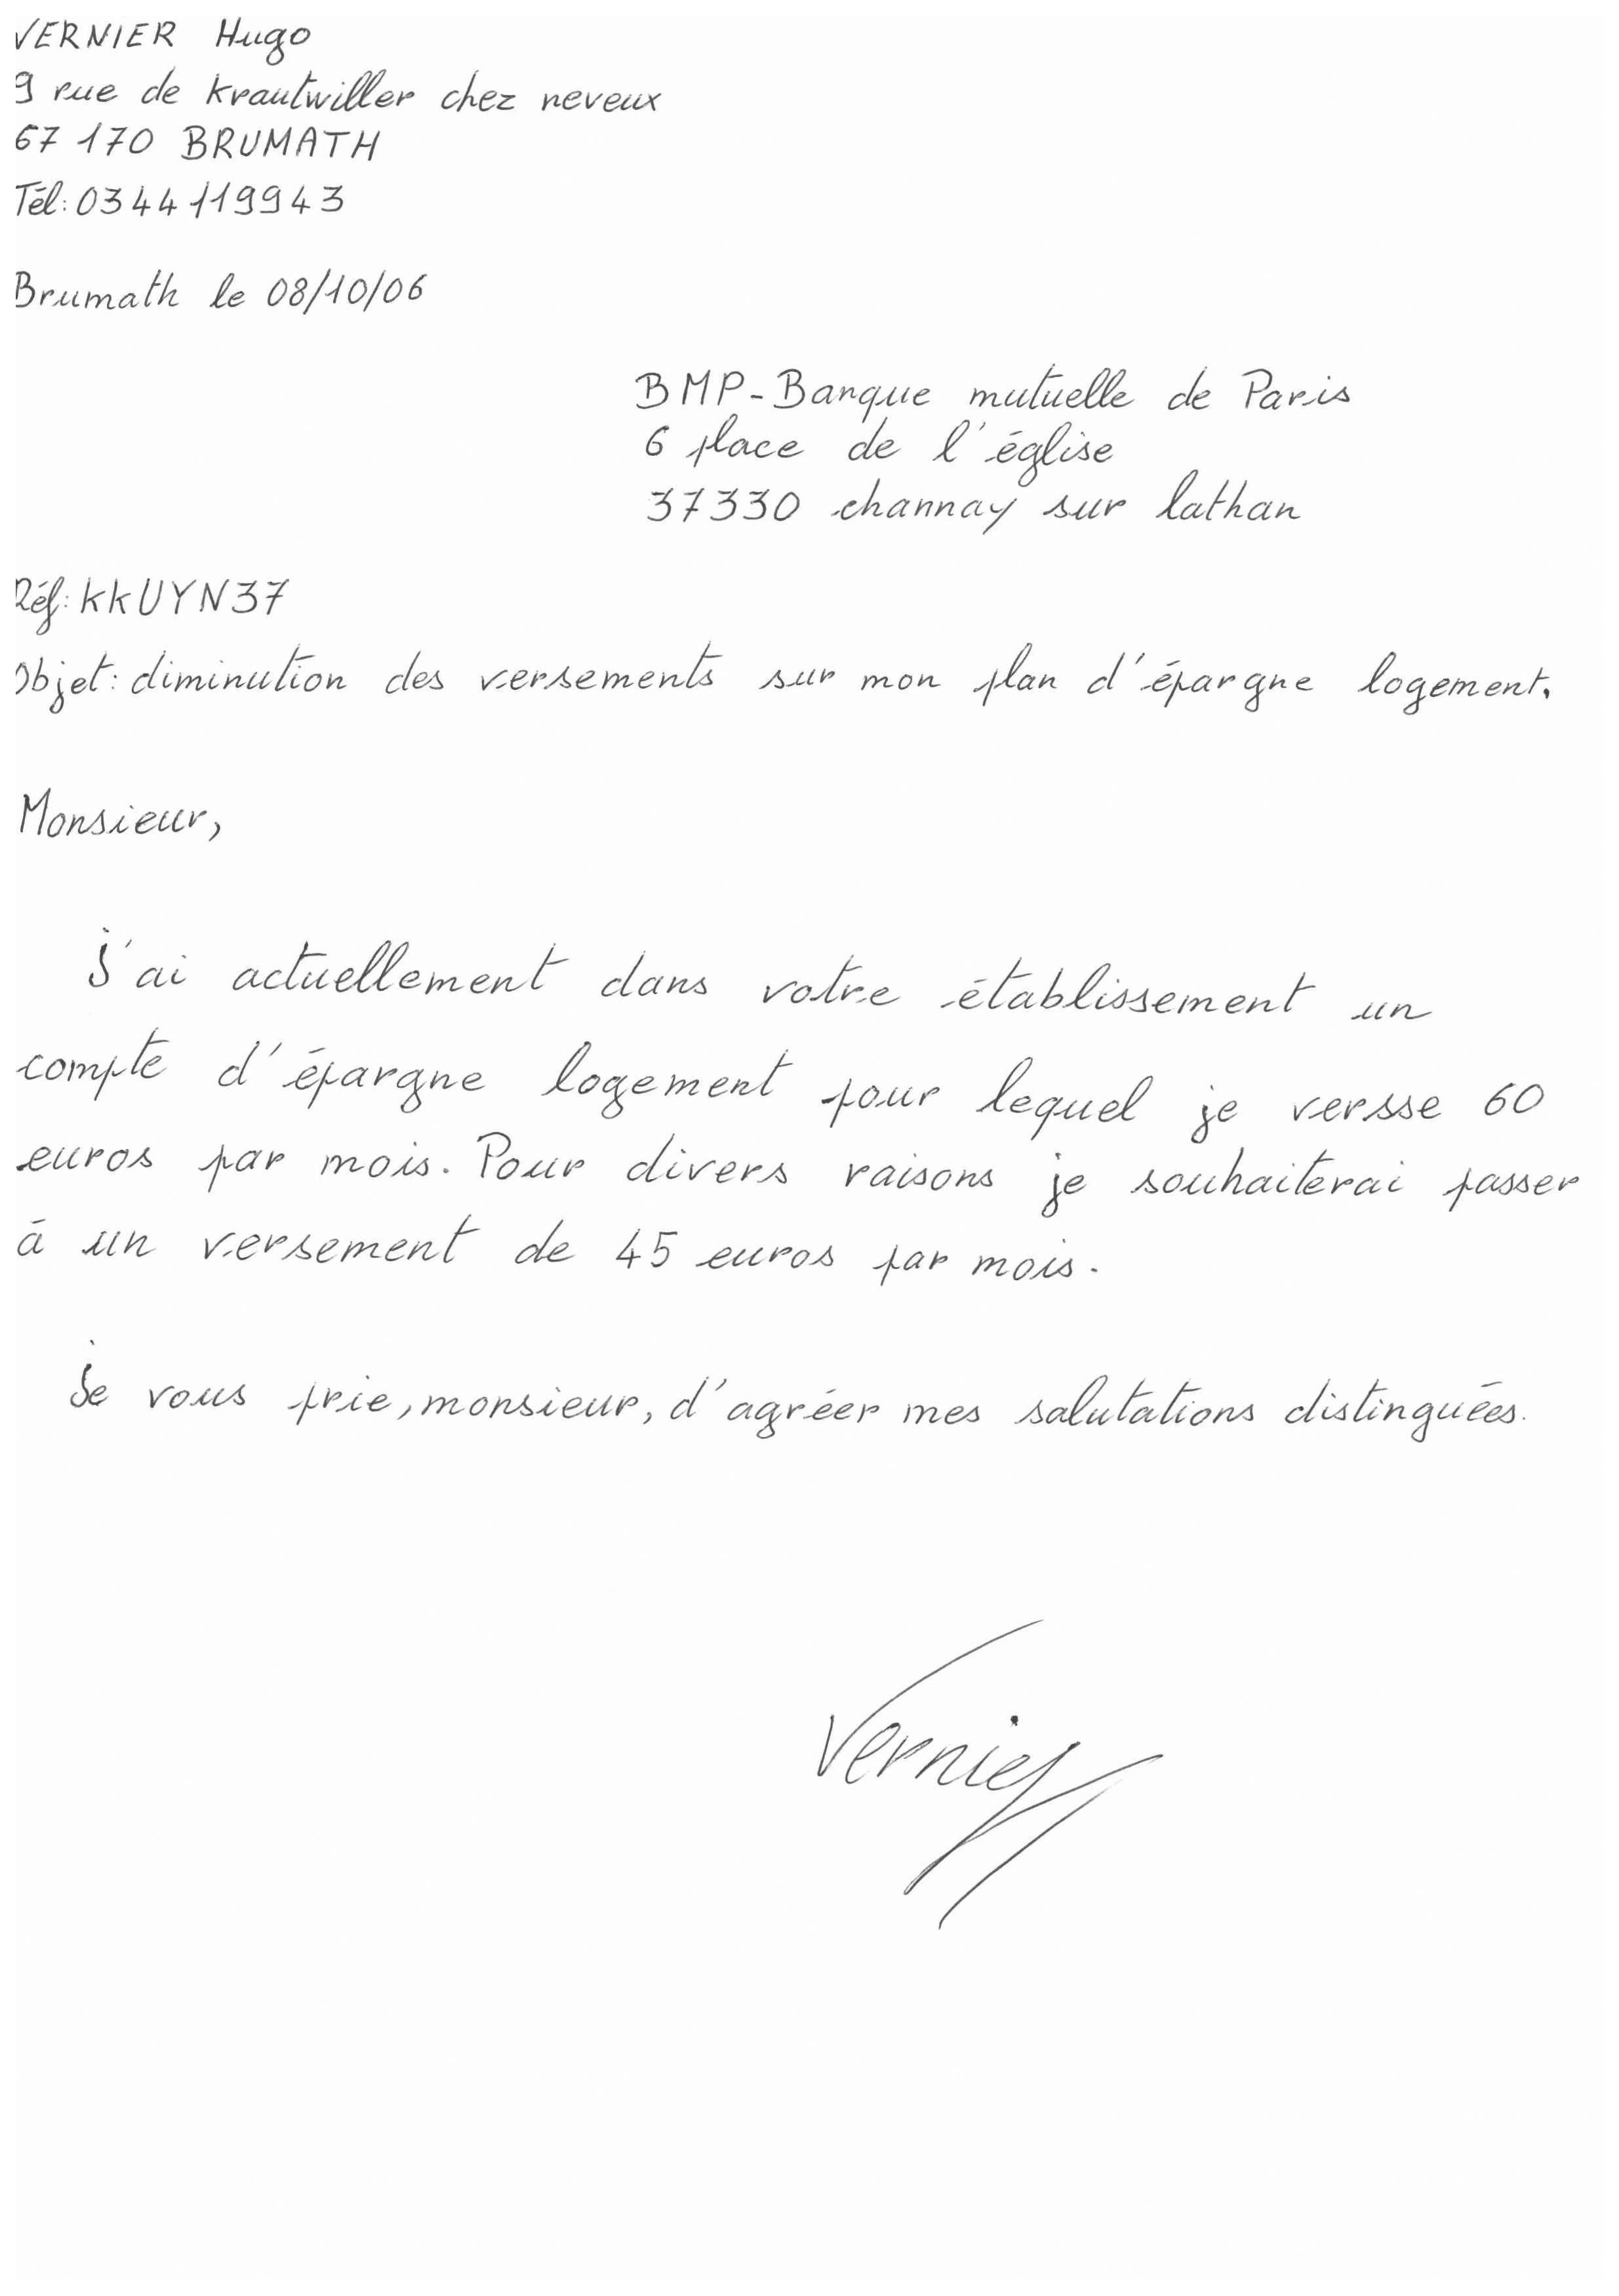 VERNIER Hugo
9 rue de krautwiller chez neveux
67 170 BRUMATH
Tél: 0344119943
Brumath le 08/10/06
BMP-Banque mutuelle de Paris
6 place de l'église
37330 channay sur lathan
Réf: KKUYN37
Objet: diminution des versements sur mon plan d'épargne logement.
Monsieur,
J'ai actuellement dans votre établissement un
compte d'épargne logement pour lequel je versse 60
euros par mois. Pour divers raisons je souhaiterai passer
à un versement de 45 euros par mois.
Je vous prie, monsieur, d'agréer mes salutations distinguées.
Vernier